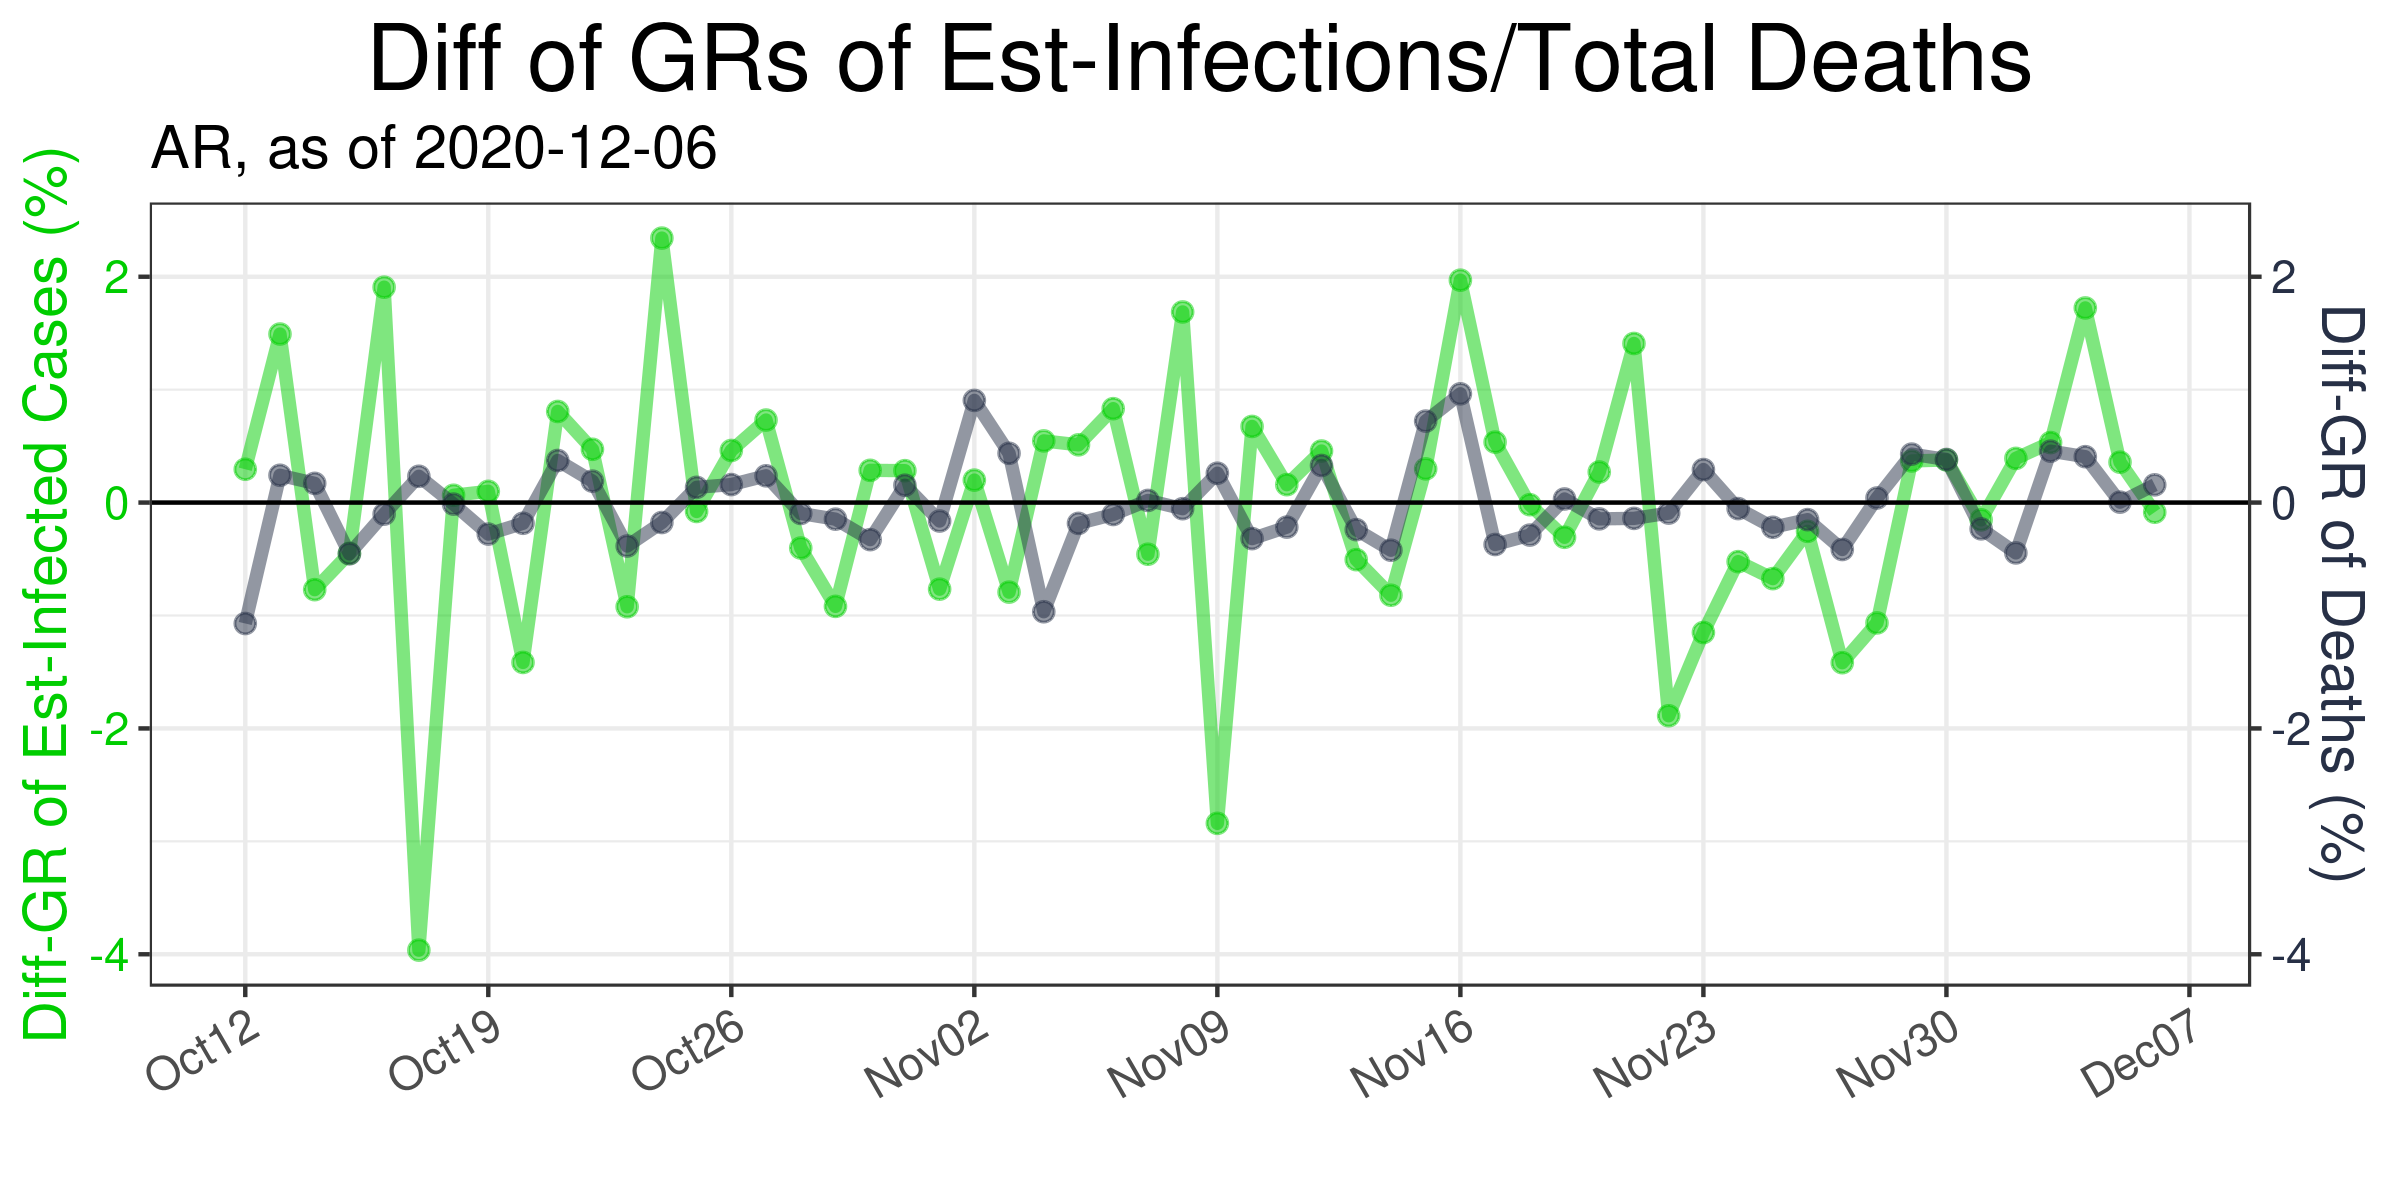 Diff of GRs of Est-Infections/Total Deaths
AR, as of 2020-12-06
Diff-GR of Est-Infected Cases (%)
2
0
-2
-4
2
0
-2
-4
Diff-GR of Deaths (%)
Oct12
Oct19
Oct26
Nov02
Nov09
Nov16
Nov23
Nov30
Dec07